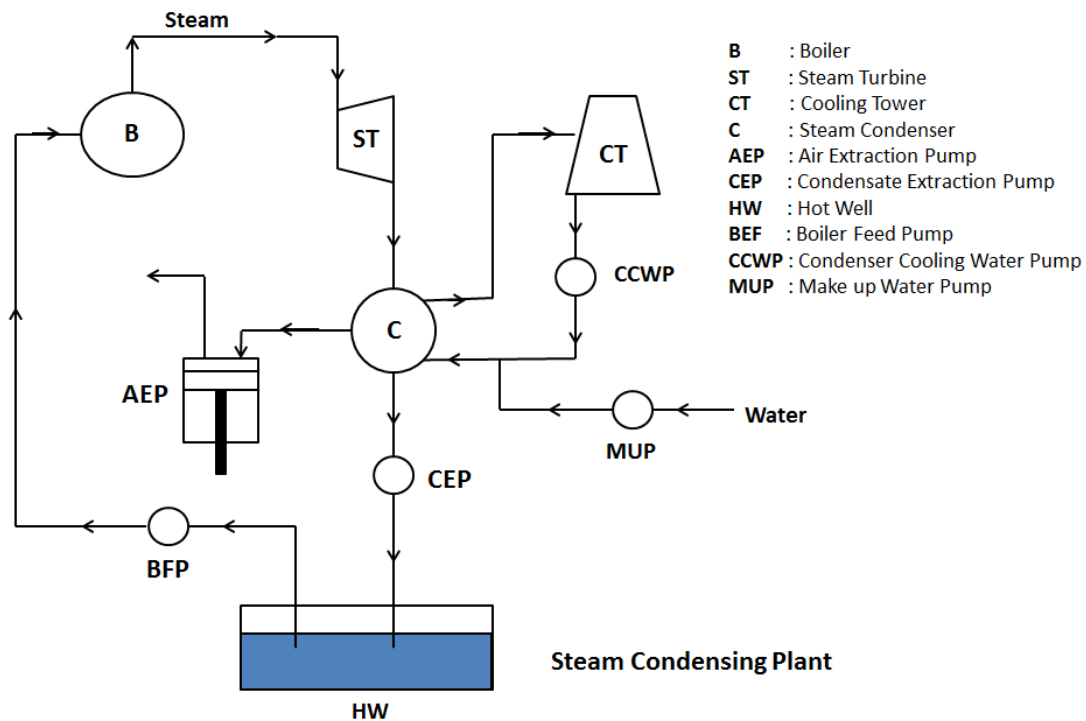 Steam
B
ST
CT
CCWP
C
AEP
CEP
MUP
Water
BFP
HW
Steam Condensing Plant
B : Boiler
ST : Steam Turbine
CT : Cooling Tower
C : Steam Condenser
AEP : Air Extraction Pump
CEP : Condensate Extraction Pump
HW : Hot Well
BEF : Boiler Feed Pump
CCWP : Condenser Cooling Water Pump
MUP : Make up Water Pump